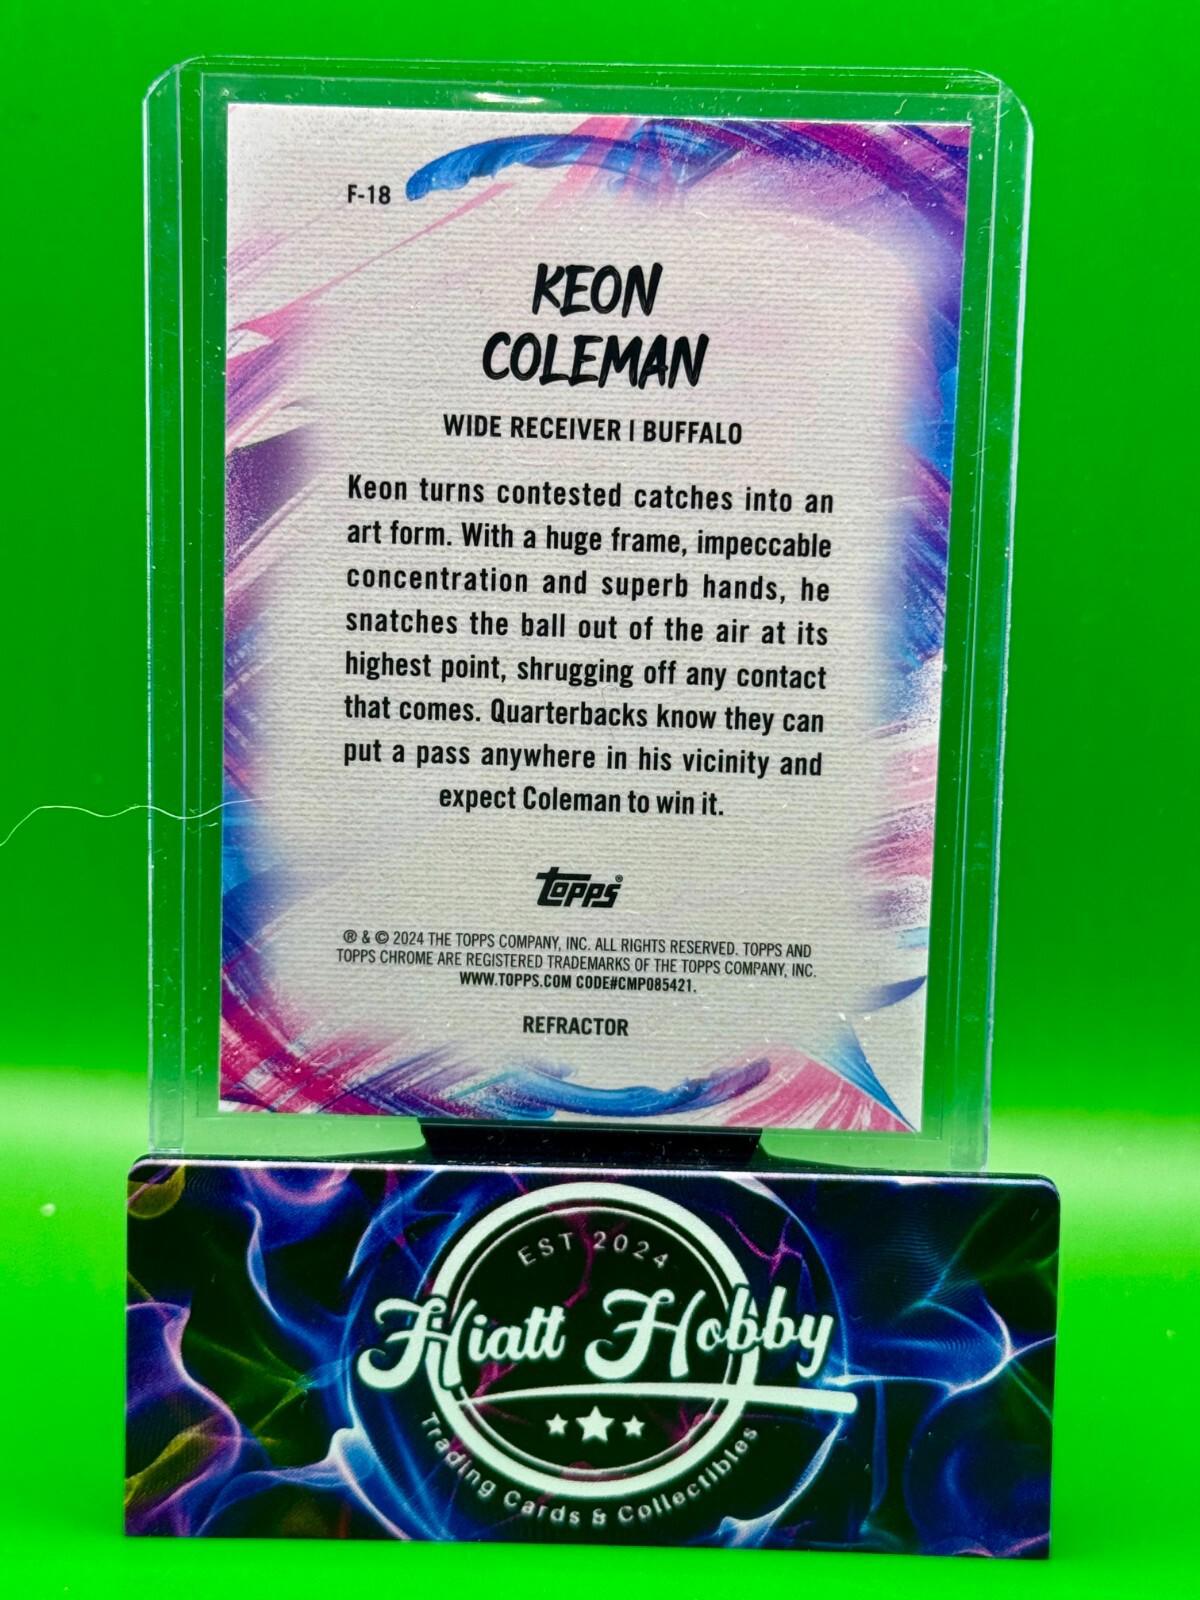 F-18
KEON
COLEMAN
WIDE RECEIVER | BUFFALO
Keon turns contested catches into an
art form. With a huge frame, impeccable
concentration and superb hands, he
snatches the ball out of the air at its
highest point, shrugging off any contact
that comes. Quarterbacks know they can
put a pass anywhere in his vicinity and
expect Coleman to win it.
topps®
® & © 2024 THE TOPPS COMPANY, INC. ALL RIGHTS RESERVED. TOPPS AND
TOPPS CHROME ARE REGISTERED TRADEMARKS OF THE TOPPS COMPANY, INC.
WWW.TOPPS.COM CODE#CMP085421.
REFRACTOR
EST 2024
Hiatt Hobby
Trading Cards & Collectibles